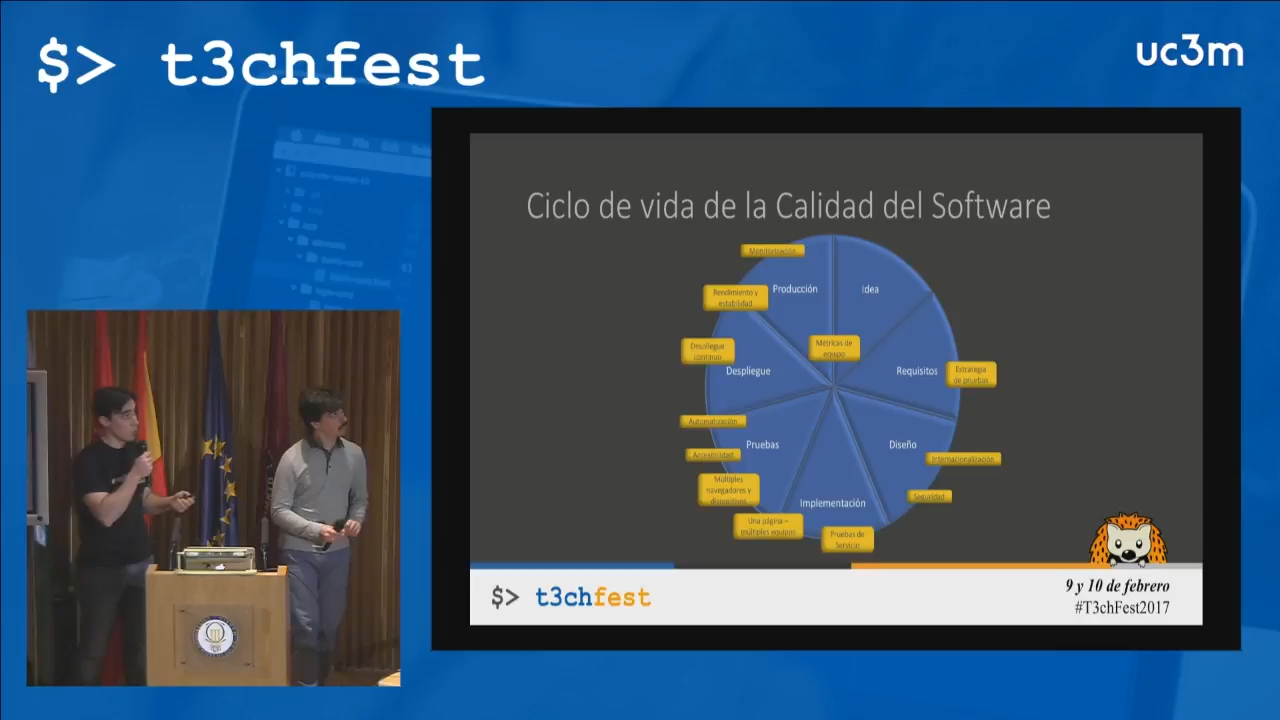 $> t3chfest
uc3m
Ciclo de vida de la Calidad del Software
Monitorización
Producción
Idea
Rendimiento y
estabilidad
Métricas de
equipo
Despliegue
continuo
Despliegue
Requisitos
Estrategia
de pruebas
Automatización
Pruebas
Diseño
Accesibilidad
Internacionalización
Múltiples
navegadores y
dispositivos
Seguridad
Implementación
Una página –
múltiples equipos
Pruebas de
Servicio
$> t3chfest
9 y 10 de febrero
#T3chFest2017